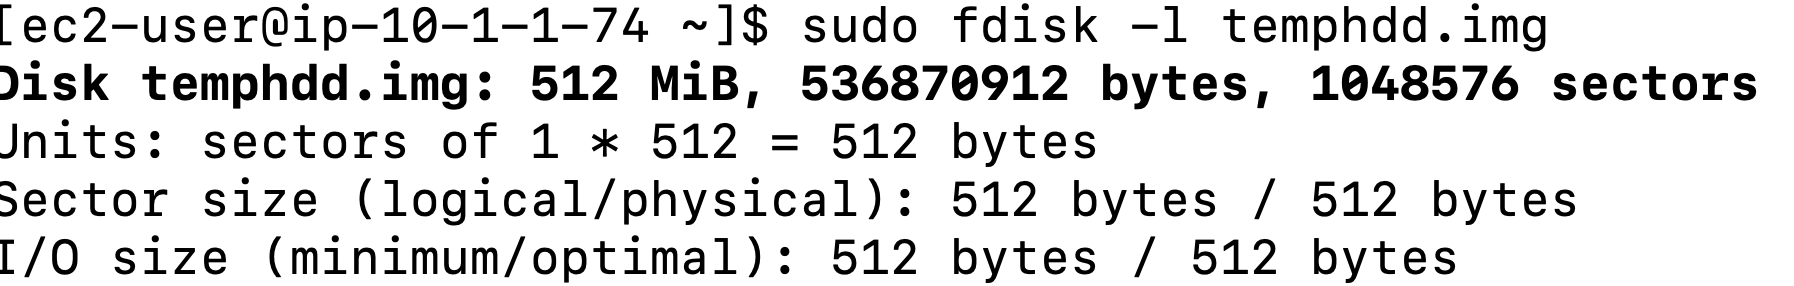 [ec2-user@ip-10-1-1-74 ~]$ sudo fdisk -l temphdd.img
Disk temphdd.img: 512 MiB, 536870912 bytes, 1048576 sectors
Units: sectors of 1 * 512 = 512 bytes
Sector size (logical/physical): 512 bytes / 512 bytes
I/O size (minimum/optimal): 512 bytes / 512 bytes